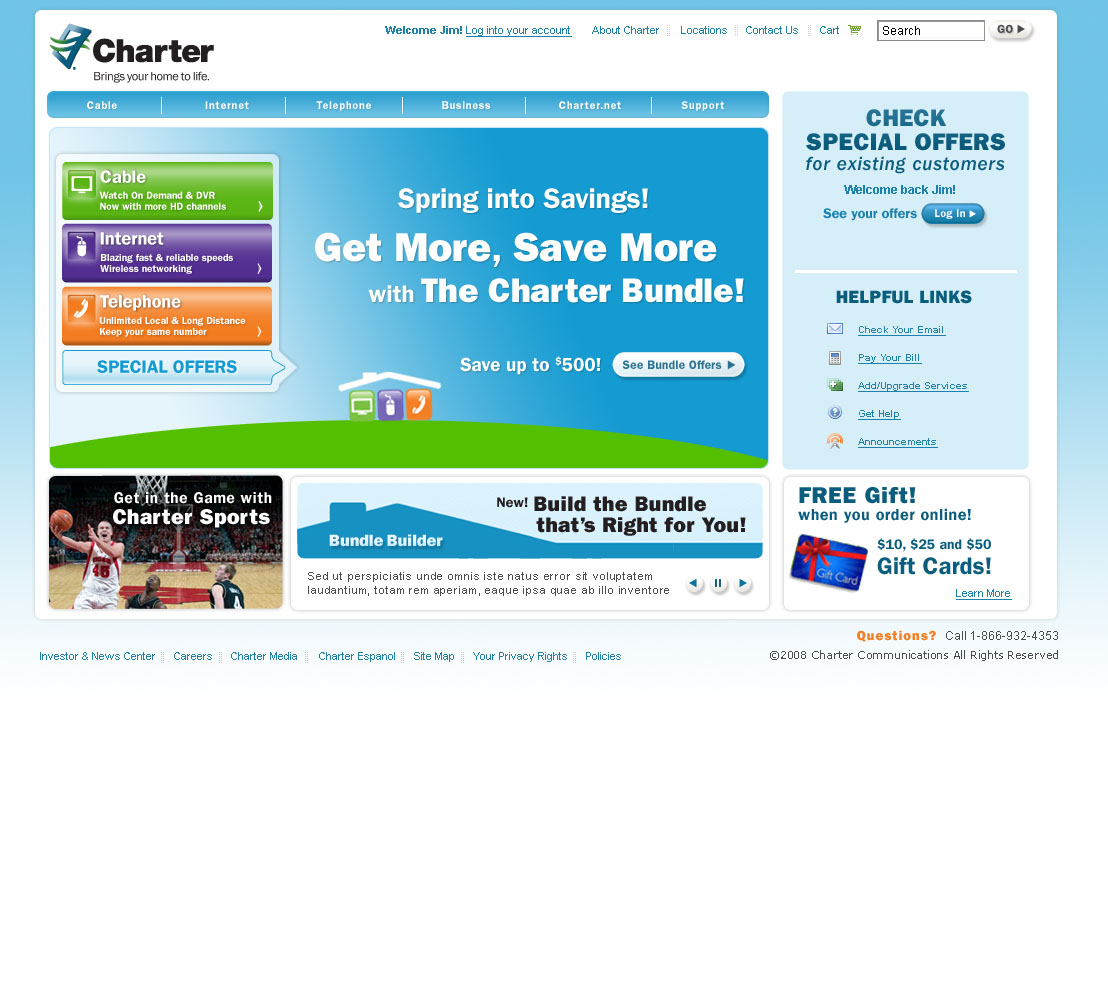 Welcome Jim! Log into your account About Charter Locations Contact Us Cart Search GO
Charter
Brings your home to life.
Cable Internet Telephone Business Charter.net Support
Cable
Watch On Demand & DVR
Now with more HD channels
Internet
Blazing fast & reliable speeds
Wireless networking
Telephone
Unlimited Local & Long Distance
Keep your same number
SPECIAL OFFERS
Spring into Savings!
Get More, Save More
with The Charter Bundle!
Save up to $500! See Bundle Offers
CHECK
SPECIAL OFFERS
for existing customers
Welcome back Jim!
See your offers Log In
HELPFUL LINKS
Check Your Email
Pay Your Bill
Add/Upgrade Services
Get Help
Announcements
Get in the Game with
Charter Sports
45
New! Build the Bundle
that's Right for You!
Bundle Builder
Sed ut perspiciatis unde omnis iste natus error sit voluptatem
laudantium, totam rem aperiam, eaque ipsa quae ab illo inventore
FREE Gift!
when you order online!
$10, $25 and $50
Gift Cards!
Gift Card
Learn More
Questions? Call 1-866-932-4353
Investor & News Center Careers Charter Media Charter Espanol Site Map Your Privacy Rights Policies
©2008 Charter Communications All Rights Reserved